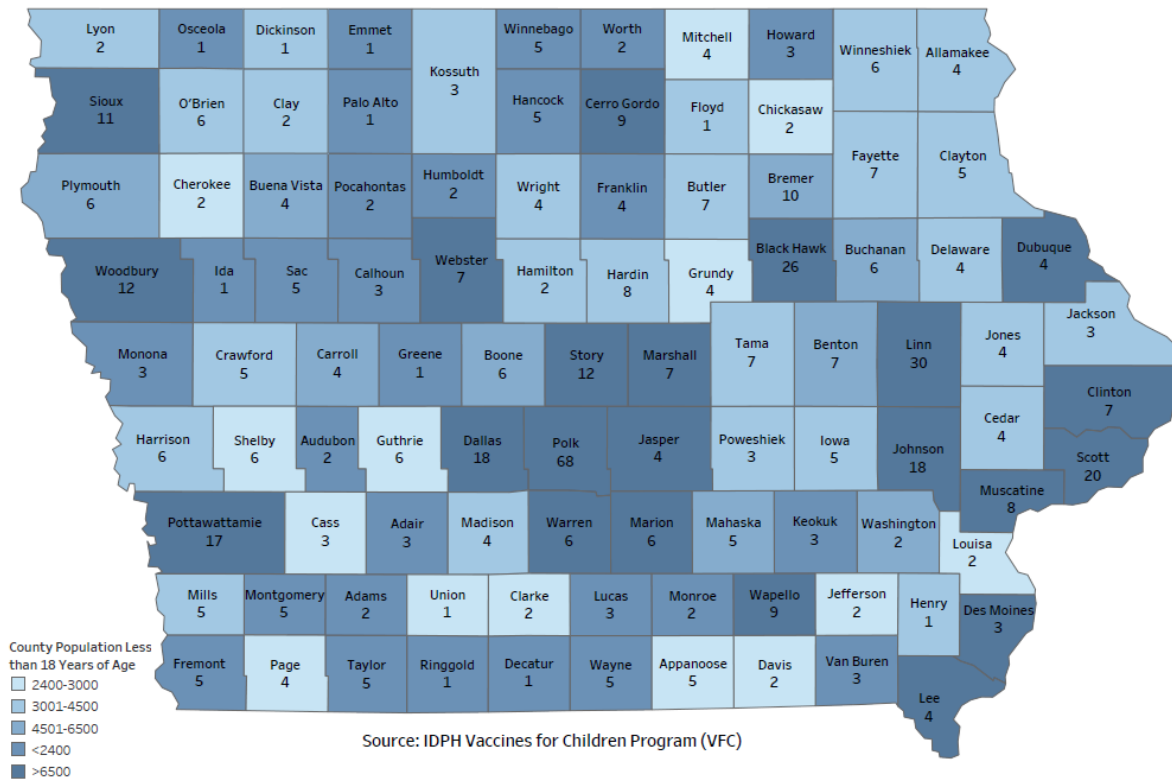 Lyon
2
Osceola
1
Dickinson
1
Emmet
1
Kossuth
3
Winnebago
5
Worth
2
Mitchell
4
Howard
3
Winneshiek
6
Allamakee
4
Sioux
11
O'Brien
6
Clay
2
Palo Alto
1
Hancock
5
Cerro Gordo
9
Floyd
1
Chickasaw
2
Fayette
7
Clayton
5
Plymouth
6
Cherokee
2
Buena Vista
4
Pocahontas
2
Humboldt
2
Wright
4
Franklin
4
Butler
7
Bremer
10
Woodbury
12
Ida
1
Sac
5
Calhoun
3
Webster
7
Hamilton
2
Hardin
8
Grundy
4
Black Hawk
26
Buchanan
6
Delaware
4
Dubuque
4
Monona
3
Crawford
5
Carroll
4
Greene
1
Boone
6
Story
12
Marshall
7
Tama
7
Benton
7
Linn
30
Jones
4
Jackson
3
Clinton
7
Harrison
6
Shelby
6
Audubon
2
Guthrie
6
Dallas
18
Polk
68
Jasper
4
Poweshiek
3
Iowa
5
Johnson
18
Cedar
4
Scott
20
Muscatine
8
Pottawattamie
17
Cass
3
Adair
3
Madison
4
Warren
6
Marion
6
Mahaska
5
Keokuk
3
Washington
2
Louisa
2
Mills
5
Montgomery
5
Adams
2
Union
1
Clarke
2
Lucas
3
Monroe
2
Wapello
9
Jefferson
2
Henry
1
Des Moines
3
Fremont
5
Page
4
Taylor
5
Ringgold
1
Decatur
1
Wayne
5
Appanoose
5
Davis
2
Van Buren
3
Lee
4
County Population Less
than 18 Years of Age
2400-3000
3001-4500
4501-6500
<2400
>6500
Source: IDPH Vaccines for Children Program (VFC)